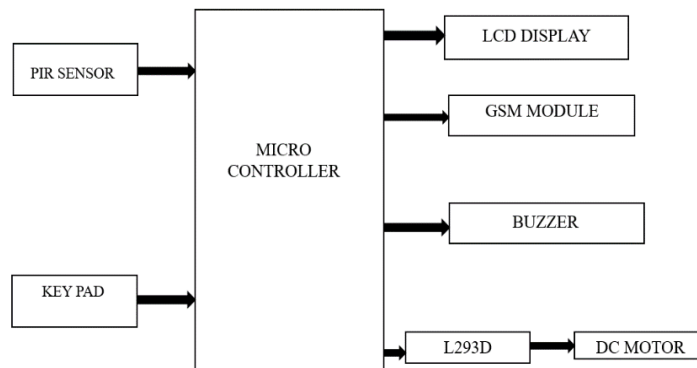 PIR SENSOR
KEY PAD
MICRO
CONTROLLER
LCD DISPLAY
GSM MODULE
BUZZER
L293D
DC MOTOR